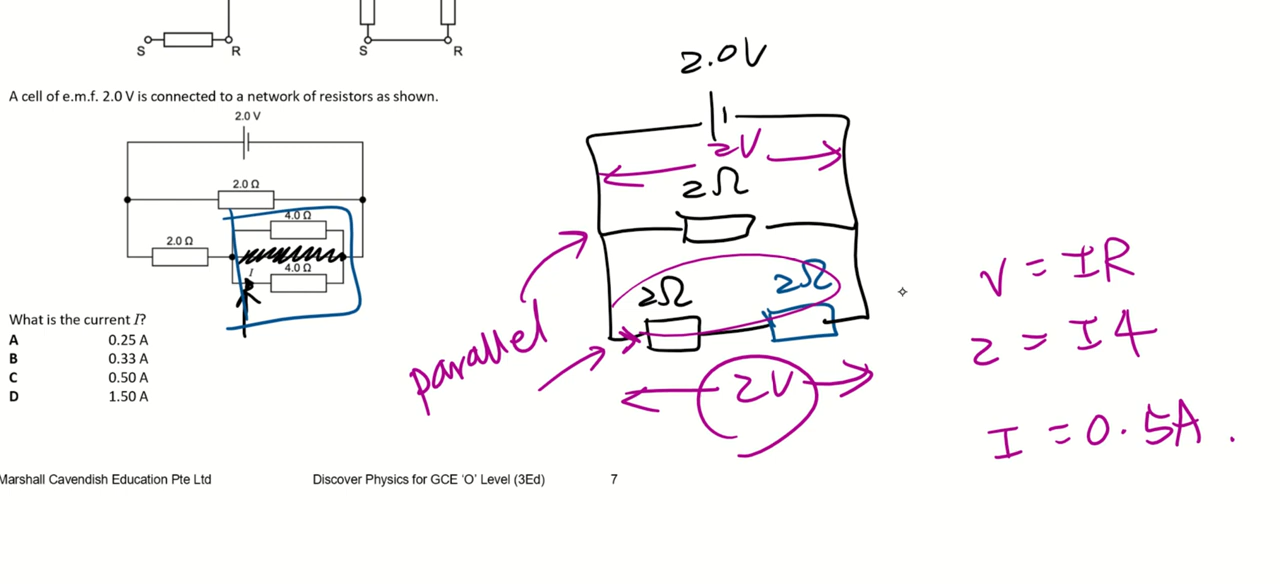 S R S R
A cell of e.m.f. 2.0 V is connected to a network of resistors as shown.
2.0 V
2.0 Ω
4.0 Ω
2.0 Ω
4.0 Ω
I
What is the current I?
A 0.25 A
B 0.33 A
C 0.50 A
D 1.50 A
Marshall Cavendish Education Pte Ltd Discover Physics for GCE 'O' Level (3Ed) 7
2.0V
2V
2Ω
2Ω 2Ω
parallel
2V
V = IR
2 = I4
I = 0.5A.